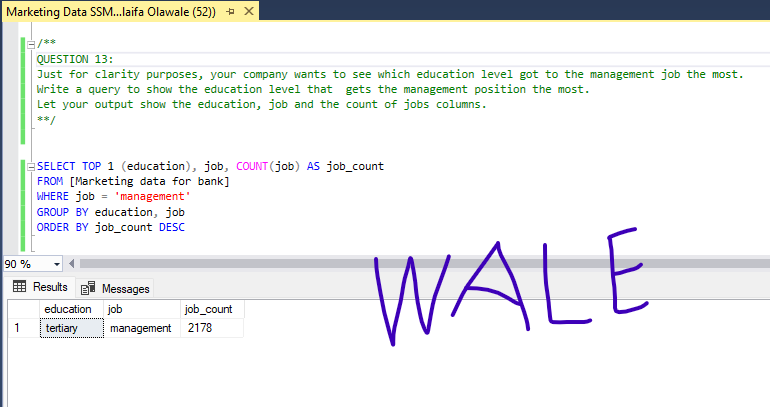 Marketing Data SSM...laifa Olawale (52))
/**
QUESTION 13:
Just for clarity purposes, your company wants to see which education level got to the management job the most.
Write a query to show the education level that  gets the management position the most.
Let your output show the education, job and the count of jobs columns.
**/
SELECT TOP 1 (education), job, COUNT(job) AS job_count
FROM [Marketing data for bank]
WHERE job = 'management'
GROUP BY education, job
ORDER BY job_count DESC
90 %
Results Messages
education job job_count
1 tertiary management 2178
WALE